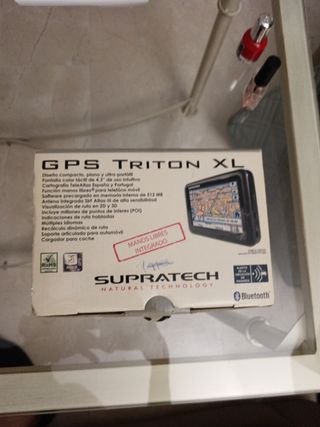 GPS TRITON XL
Diseño compacto, plano y ultra portátil
Pantalla color táctil de 4.3" de uso intuitivo
Cartografía TeleAtlas España y Portugal
Función manos libres* para teléfono móvil
Software precargado en memoria interna de 512 MB
Antena integrada SiRF Atlas III de alta sensibilidad
Visualización de ruta en 2D y 3D
Incluye millones de puntos de interés (POI)
Indicaciones de ruta habladas
Múltiples idiomas
Recálculo dinámico de ruta
Soporte articulado para automóvil
Cargador para coche
MANOS LIBRES
INTEGRADO
SUPRATECH
NATURAL TECHNOLOGY
RoHS
Bluetooth